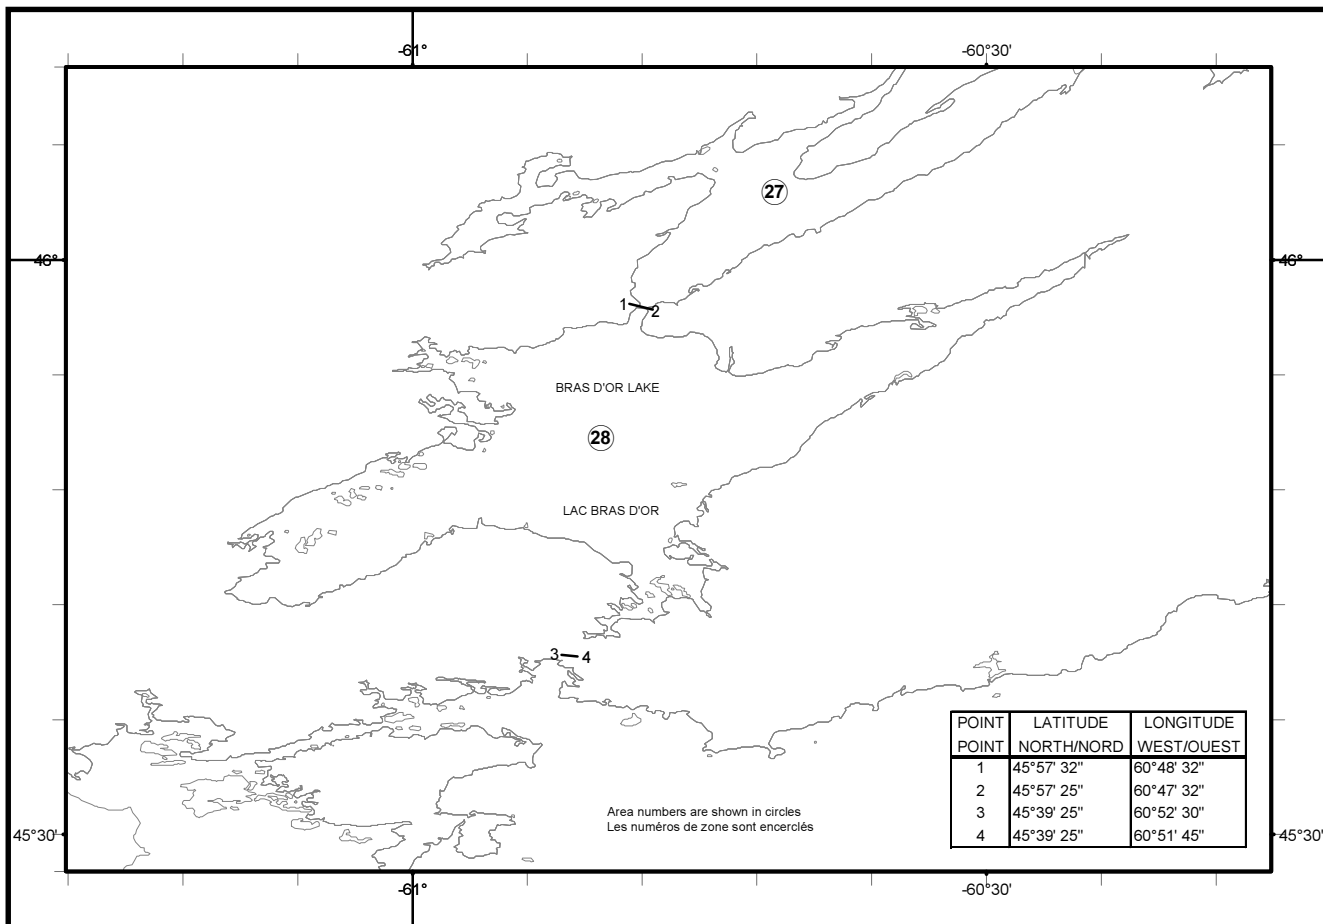 -61° -60°30'
27
46° 46°
1 2
BRAS D'OR LAKE
28
LAC BRAS D'OR
3 4
POINT LATITUDE LONGITUDE
POINT NORTH/NORD WEST/OUEST
1 45°57' 32" 60°48' 32"
2 45°57' 25" 60°47' 32"
3 45°39' 25" 60°52' 30"
4 45°39' 25" 60°51' 45"
Area numbers are shown in circles
Les numéros de zone sont encerclés
45°30' 45°30'
-61° -60°30'